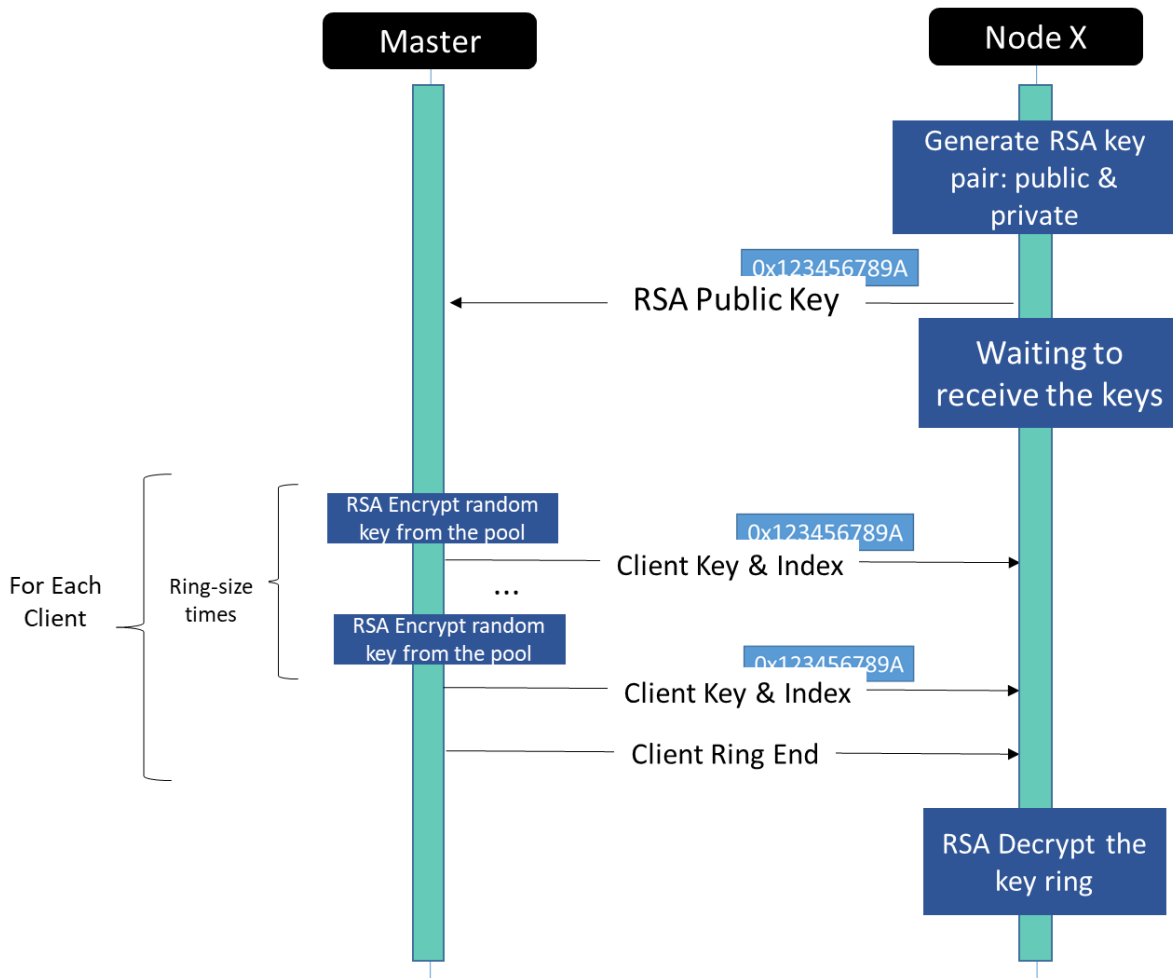 Master
Node X
Generate RSA key
pair: public &
private
0x123456789A
RSA Public Key
Waiting to
receive the keys
For Each
Client
Ring-size
times
RSA Encrypt random
key from the pool
0x123456789A
Client Key & Index
...
RSA Encrypt random
key from the pool
0x123456789A
Client Key & Index
Client Ring End
RSA Decrypt the
key ring